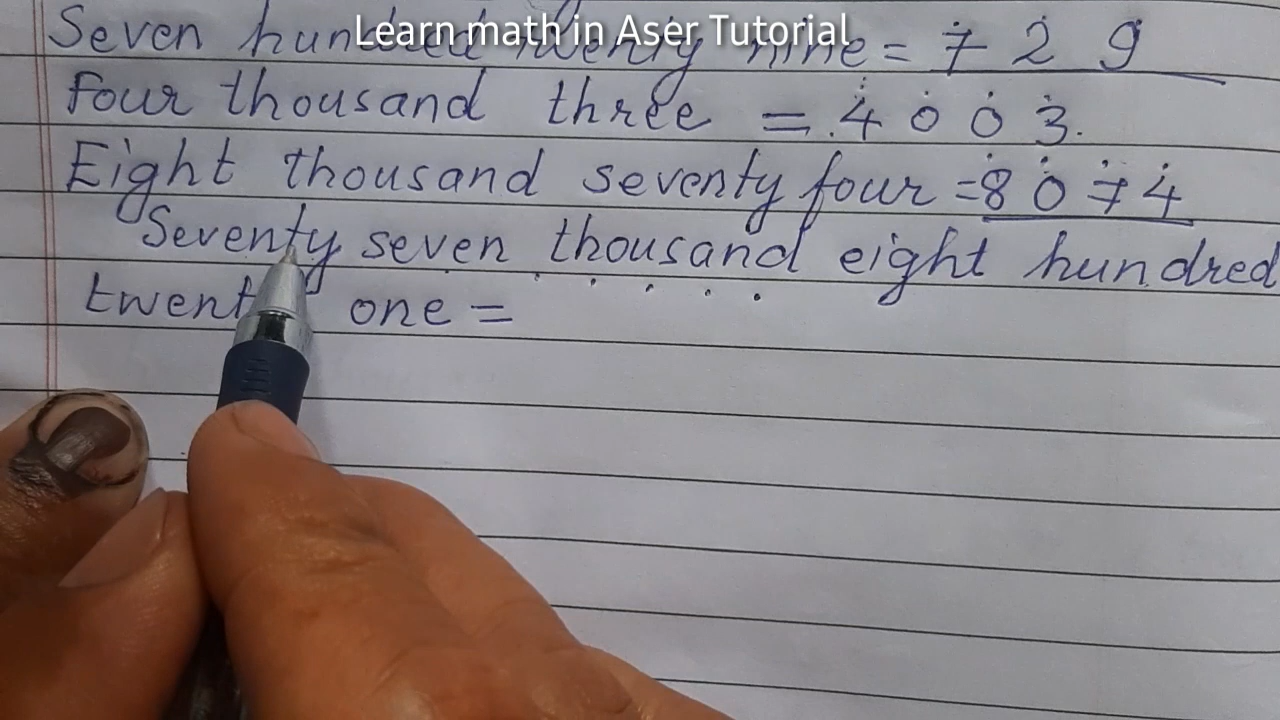 Learn math in Aser Tutorial
Seven hundred twenty nine = 7 2 9
four thousand three = 4 0 0 3.
Eight thousand seventy four = 8 0 7 4
Seventy seven thousand eight hundred
one =